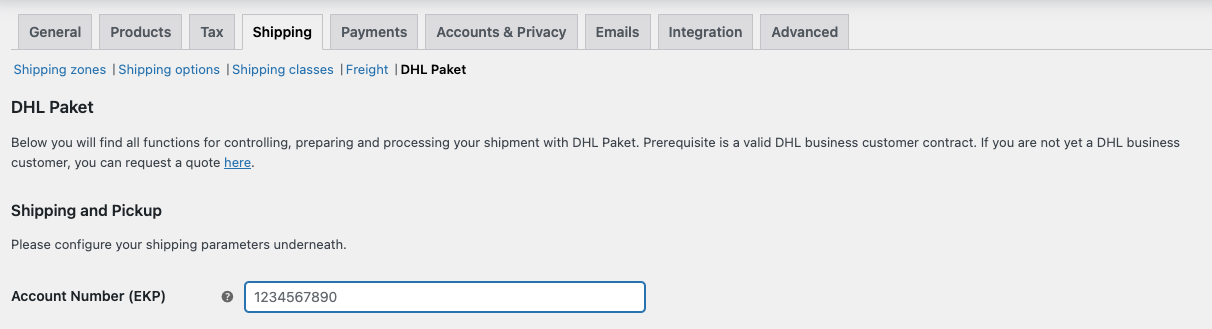 General Products Tax Shipping Payments Accounts & Privacy Emails Integration Advanced
Shipping zones | Shipping options | Shipping classes | Freight | DHL Paket
DHL Paket
Below you will find all functions for controlling, preparing and processing your shipment with DHL Paket. Prerequisite is a valid DHL business customer contract. If you are not yet a DHL business
customer, you can request a quote here.
Shipping and Pickup
Please configure your shipping parameters underneath.
Account Number (EKP) ? 1234567890